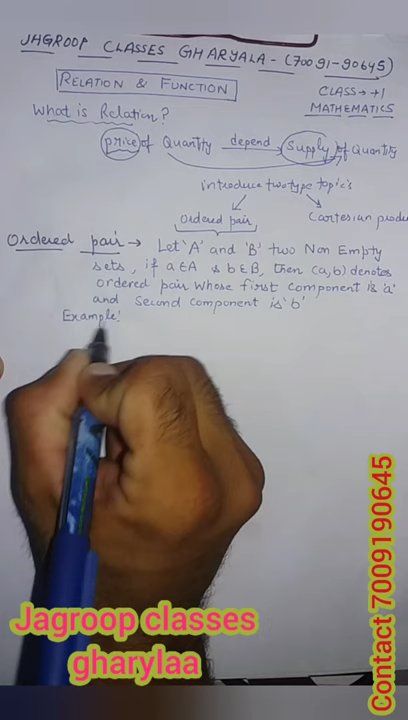 JAGROOP CLASSES GHARYALA - (70091-90645)
RELATION & FUNCTION
CLASS → +1
MATHEMATICS
What is Relation?
price of Quantity depend Supply of Quantity
introduce two type topic's
Ordered pair
Cartesian produ
Ordered pair → Let 'A' and 'B' two Non Empty
sets, if a ∈ A & b ∈ B, then (a,b) denotes
ordered pair whose first component is 'a'
and Second component is 'b'
Example:
Jagroop classes
gharylaa
Contact 7009190645